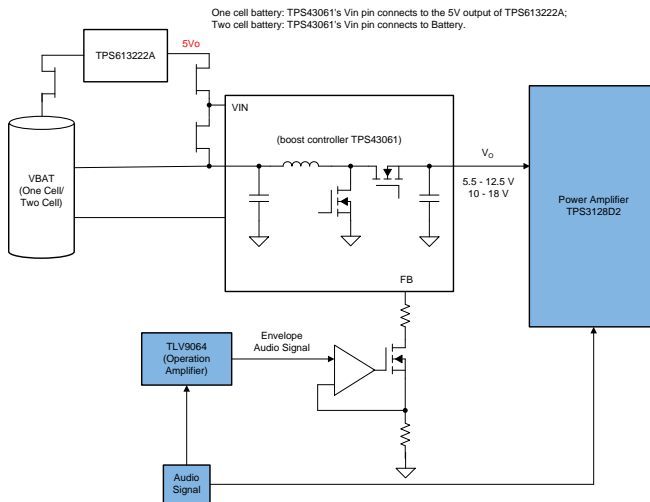 One cell battery: TPS43061's Vin pin connects to the 5V output of TPS613222A;
Two cell battery: TPS43061's Vin pin connects to Battery.
TPS613222A
5Vo
VIN
(boost controller TPS43061)
VBAT
(One Cell/
Two Cell)
VO
5.5 - 12.5 V
10 - 18 V
Power Amplifier
TPS3128D2
FB
TLV9064
(Operation
Amplifier)
Envelope
Audio Signal
Audio
Signal